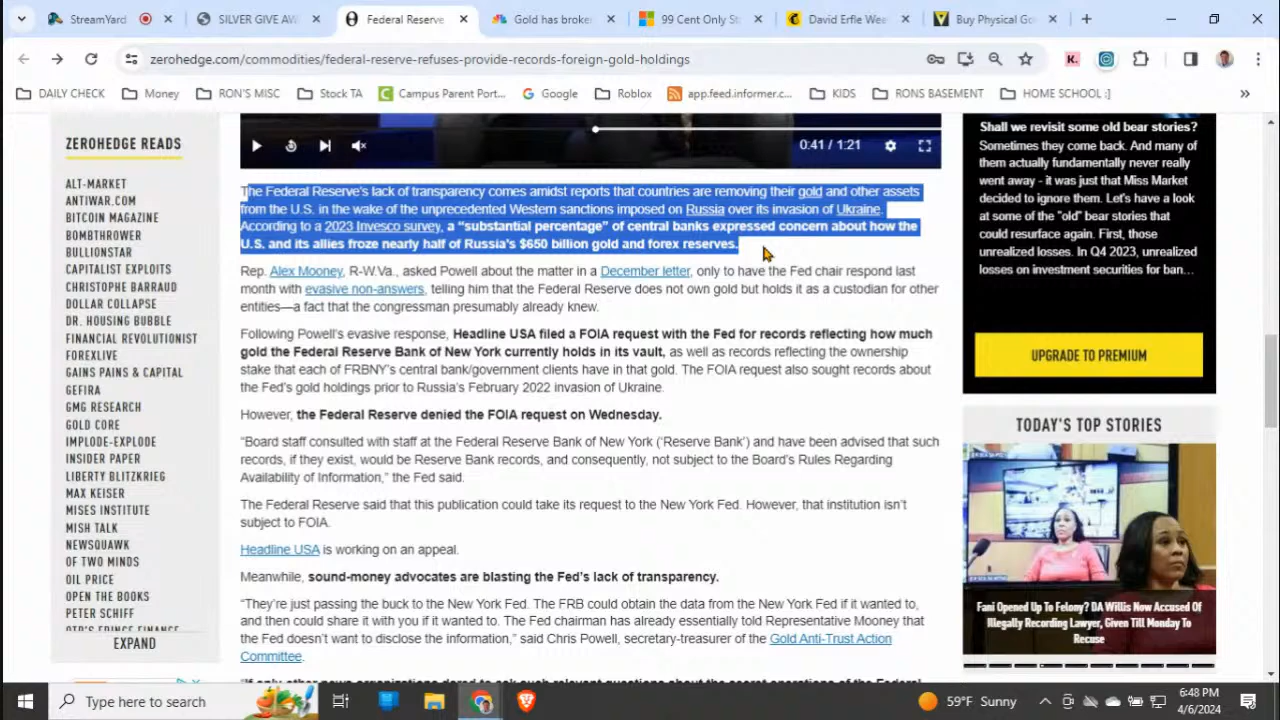 StreamYard
SILVER GIVE AW
Federal Reserve
Gold has broke
99 Cent Only St
David Erfle Wee
Buy Physical Go
zerohedge.com/commodities/federal-reserve-refuses-provide-records-foreign-gold-holdings
DAILY CHECK
Money
RON'S MISC
Stock TA
Campus Parent Port...
Google
Roblox
app.feed.informer.c...
KIDS
RONS BASEMENT
HOME SCHOOL :]
ZEROHEDGE READS
ALT-MARKET
ANTIWAR.COM
BITCOIN MAGAZINE
BOMBTHROWER
BULLIONSTAR
CAPITALIST EXPLOITS
CHRISTOPHE BARRAUD
DOLLAR COLLAPSE
DR. HOUSING BUBBLE
FINANCIAL REVOLUTIONIST
FOREXLIVE
GAINS PAINS & CAPITAL
GEFIRA
GMG RESEARCH
GOLD CORE
IMPLODE-EXPLODE
INSIDER PAPER
LIBERTY BLITZKRIEG
MAX KEISER
MISES INSTITUTE
MISH TALK
NEWSQUAWK
OF TWO MINDS
OIL PRICE
OPEN THE BOOKS
PETER SCHIFF
EXPAND
0:41 / 1:21
The Federal Reserve's lack of transparency comes amidst reports that countries are removing their gold and other assets
from the U.S. in the wake of the unprecedented Western sanctions imposed on Russia over its invasion of Ukraine.
According to a 2023 Invesco survey, a “substantial percentage” of central banks expressed concern about how the
U.S. and its allies froze nearly half of Russia's $650 billion gold and forex reserves.
Rep. Alex Mooney, R-W.Va., asked Powell about the matter in a December letter, only to have the Fed chair respond last
month with evasive non-answers, telling him that the Federal Reserve does not own gold but holds it as a custodian for other
entities—a fact that the congressman presumably already knew.
Following Powell's evasive response, Headline USA filed a FOIA request with the Fed for records reflecting how much
gold the Federal Reserve Bank of New York currently holds in its vault, as well as records reflecting the ownership
stake that each of FRBNY's central bank/government clients have in that gold. The FOIA request also sought records about
the Fed's gold holdings prior to Russia's February 2022 invasion of Ukraine.
However, the Federal Reserve denied the FOIA request on Wednesday.
“Board staff consulted with staff at the Federal Reserve Bank of New York (‘Reserve Bank’) and have been advised that such
records, if they exist, would be Reserve Bank records, and consequently, not subject to the Board's Rules Regarding
Availability of Information,” the Fed said.
The Federal Reserve said that this publication could take its request to the New York Fed. However, that institution isn't
subject to FOIA.
Headline USA is working on an appeal.
Meanwhile, sound-money advocates are blasting the Fed's lack of transparency.
“They're just passing the buck to the New York Fed. The FRB could obtain the data from the New York Fed if it wanted to,
and then could share it with you if it wanted to. The Fed chairman has already essentially told Representative Mooney that
the Fed doesn't want to disclose the information,” said Chris Powell, secretary-treasurer of the Gold Anti-Trust Action
Committee.
Shall we revisit some old bear stories?
Sometimes they come back. And many of
them actually fundamentally never really
went away - it was just that Miss Market
decided to ignore them. Let's have a look
at some of the "old" bear stories that
could resurface again. First, those
unrealized losses. In Q4 2023, unrealized
losses on investment securities for ban...
UPGRADE TO PREMIUM
TODAY'S TOP STORIES
Fani Opened Up To Felony? DA Willis Now Accused Of
Illegally Recording Lawyer, Given Till Monday To
Rescue
Type here to search
59°F Sunny
6:48 PM
4/6/2024